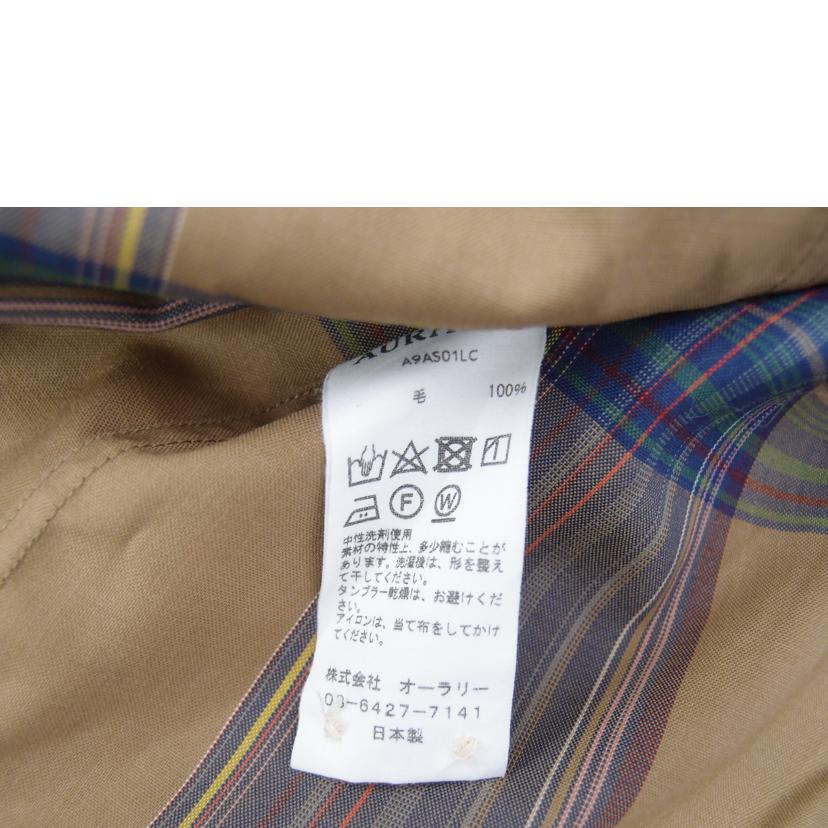 A9AS01LC
毛 100%
F W
中性洗剤使用
素材の特性上、多少縮むことが
あります。洗濯後は、形を整え
て干してください。
タンブラー乾燥は、お避けくだ
さい。
アイロンは、当て布をしてかけ
てください。
株式会社 オーラリー
03-6427-7141
日本製